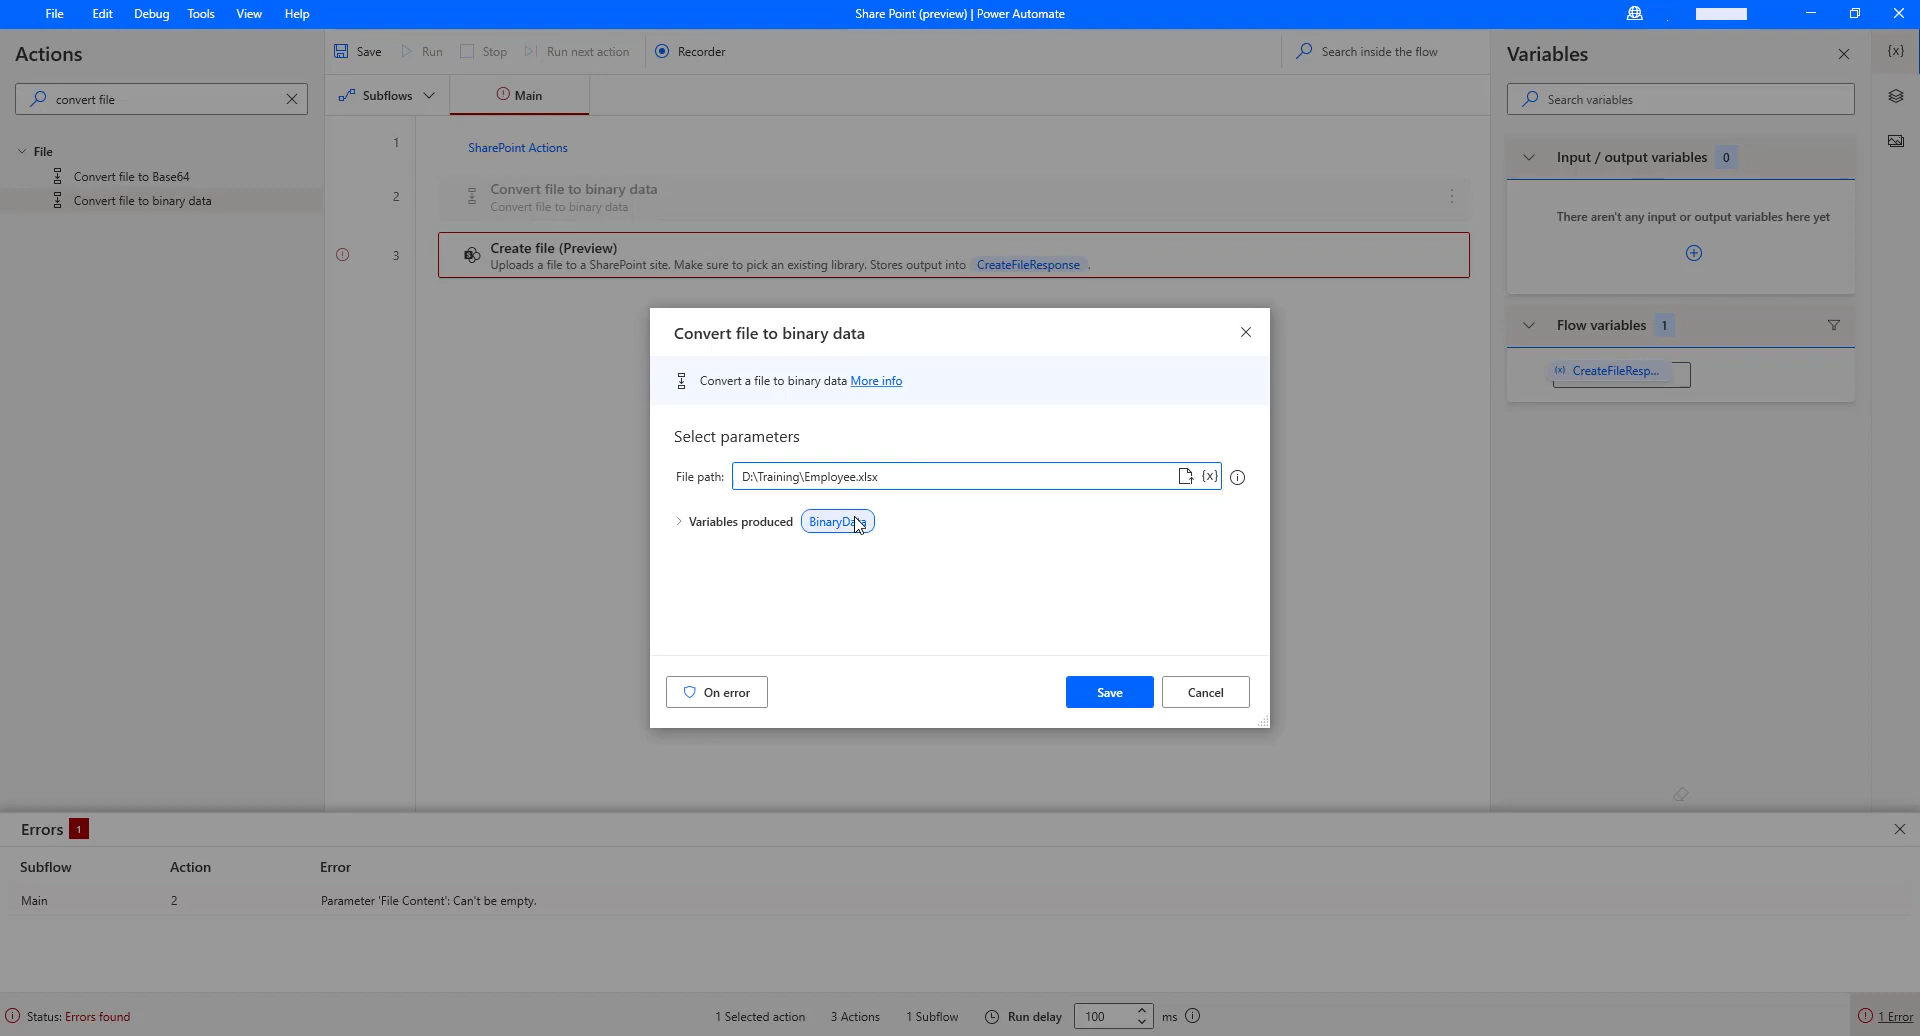 File Edit Debug Tools View Help
Share Point (preview) | Power Automate
Actions
convert file
File
Convert file to Base64
Convert file to binary data
Save Run Stop Run next action Recorder
Search inside the flow
Subflows Main
1 SharePoint Actions
2 Convert file to binary data
Convert file to binary data
3 Create file (Preview)
Uploads a file to a SharePoint site. Make sure to pick an existing library. Stores output into CreateFileResponse .
Convert file to binary data
Convert a file to binary data More info
Select parameters
File path: D:\Training\Employee.xlsx {x}
Variables produced BinaryData
On error Save Cancel
Variables
{x}
Search variables
Input / output variables 0
There aren't any input or output variables here yet
Flow variables 1
(x) CreateFileResp...
Errors 1
Subflow Action Error
Main 2 Parameter 'File Content': Can't be empty.
Status: Errors found
1 Selected action 3 Actions 1 Subflow Run delay 100 ms
1 Error